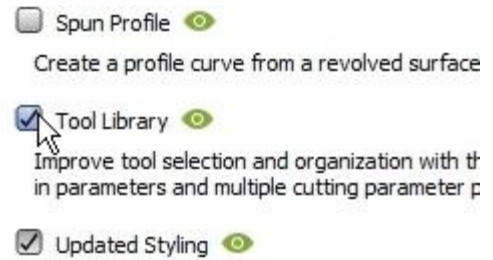 Spun Profile
Create a profile curve from a revolved surface
Tool Library
Improve tool selection and organization with
in parameters and multiple cutting parameter
Updated Styling